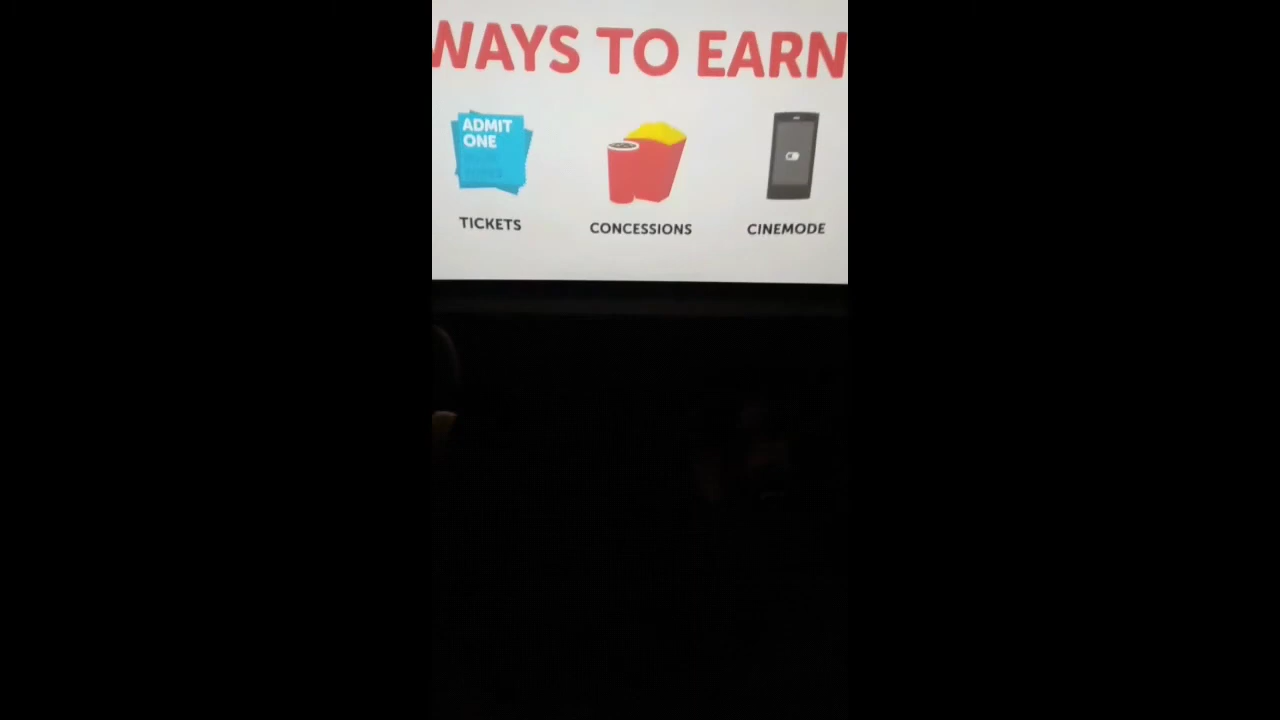 WAYS TO EARN
ADMIT
ONE
TICKETS
CONCESSIONS
CINEMODE